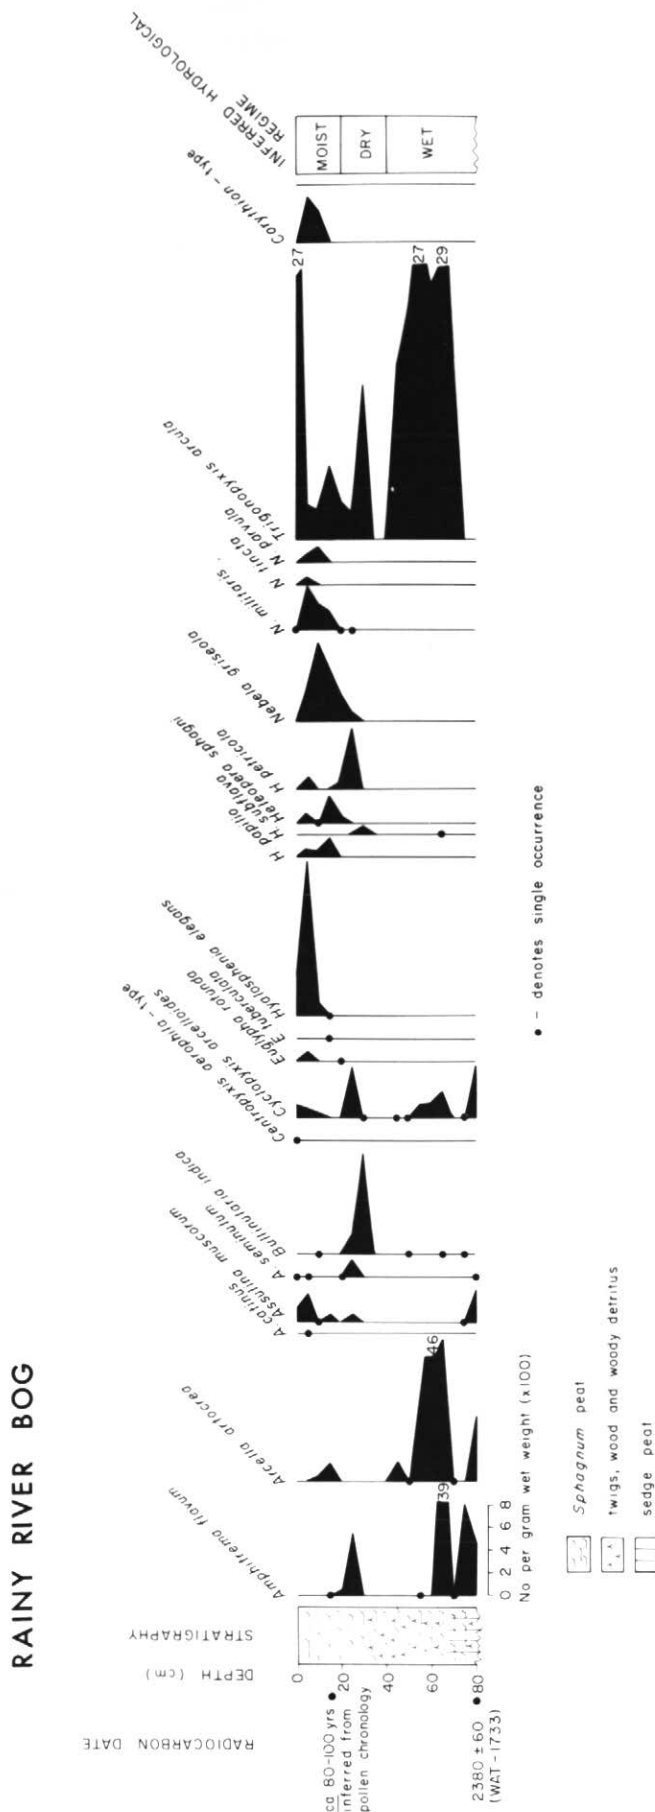 RAINY RIVER BOG
RADIOCARBON DATE
DEPTH (cm)
STRATIGRAPHY
Amphitrema flavum
Arcella artocrea
A. catinus
Assulina muscorum
A. seminulum
Bullinularia indica
Centropyxis aerophila - type
Cyclopyxis arcelloides
Euglypha rotunda
E. tuberculata
Hyalosphenia elegans
H. papilio
H. subflava
Heleopera sphagni
H. petricola
Nebela griseola
N. militaris
N. tincta
N. parvula
Trigonopyxis arcula
Corythion - type
INFERRED HYDROLOGICAL
REGIME
MOIST
DRY
WET
0
20
40
60
80
ca 80-100 yrs ●
inferred from
pollen chronology
2380 ± 60 ●
(WAT - 1733)
39
46
27
27
29
0 2 4 6 8
No per gram wet weight (x100)
● - denotes single occurrence
Sphagnum peat
twigs, wood and woody detritus
sedge peat